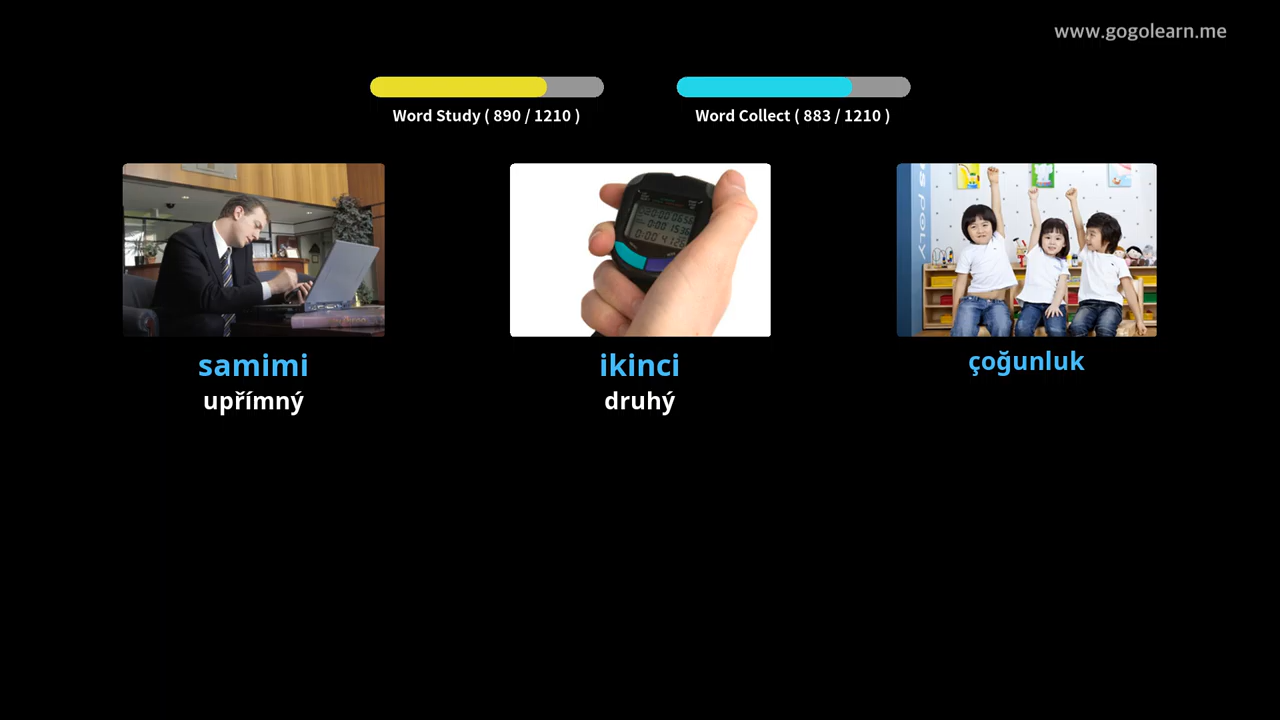 www.gogolearn.me
Word Study ( 890 / 1210 )
Word Collect ( 883 / 1210 )
samimi
upřímný
ikinci
druhý
çoğunluk